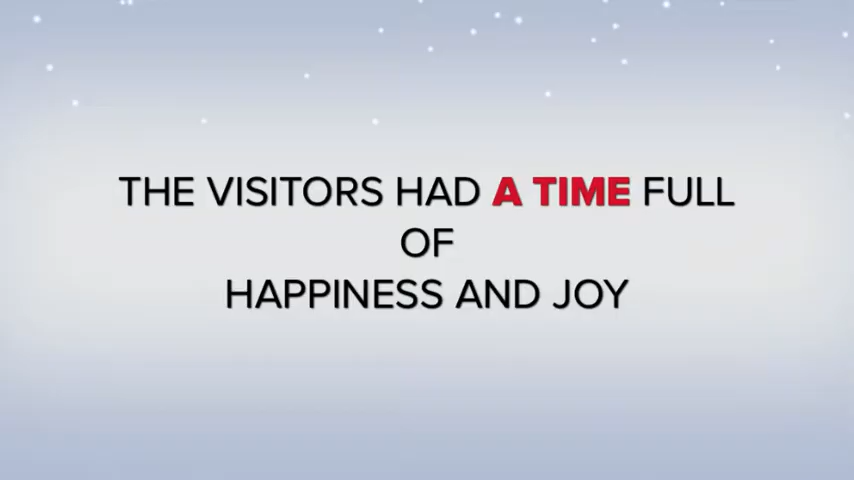 THE VISITORS HAD A TIME FULL
OF
HAPPINESS AND JOY